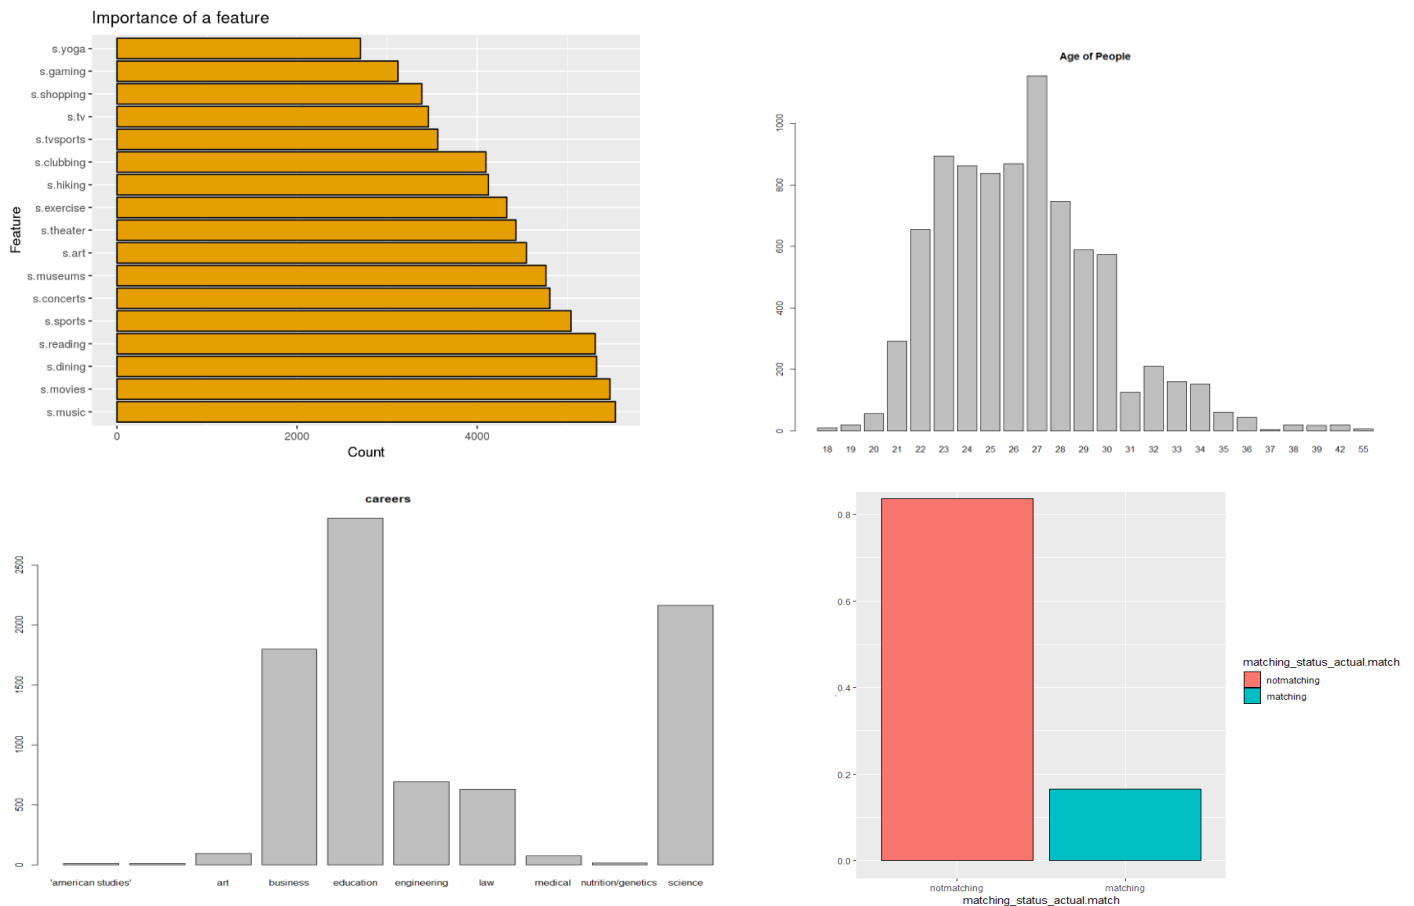 Importance of a feature
Feature
s.yoga
s.gaming
s.shopping
s.tv
s.tvsports
s.clubbing
s.hiking
s.exercise
s.theater
s.art
s.museums
s.concerts
s.sports
s.reading
s.dining
s.movies
s.music
0 2000 4000
Count
Age of People
1000
800
600
400
200
0
18 19 20 21 22 23 24 25 26 27 28 29 30 31 32 33 34 35 36 37 38 39 42 55
careers
2500
2000
1500
1000
500
0
'american studies' art business education engineering law medical nutrition/genetics science
0.8
0.6
0.4
0.2
0.0
notmatching matching
matching_status_actual.match
matching_status_actual.match
notmatching
matching